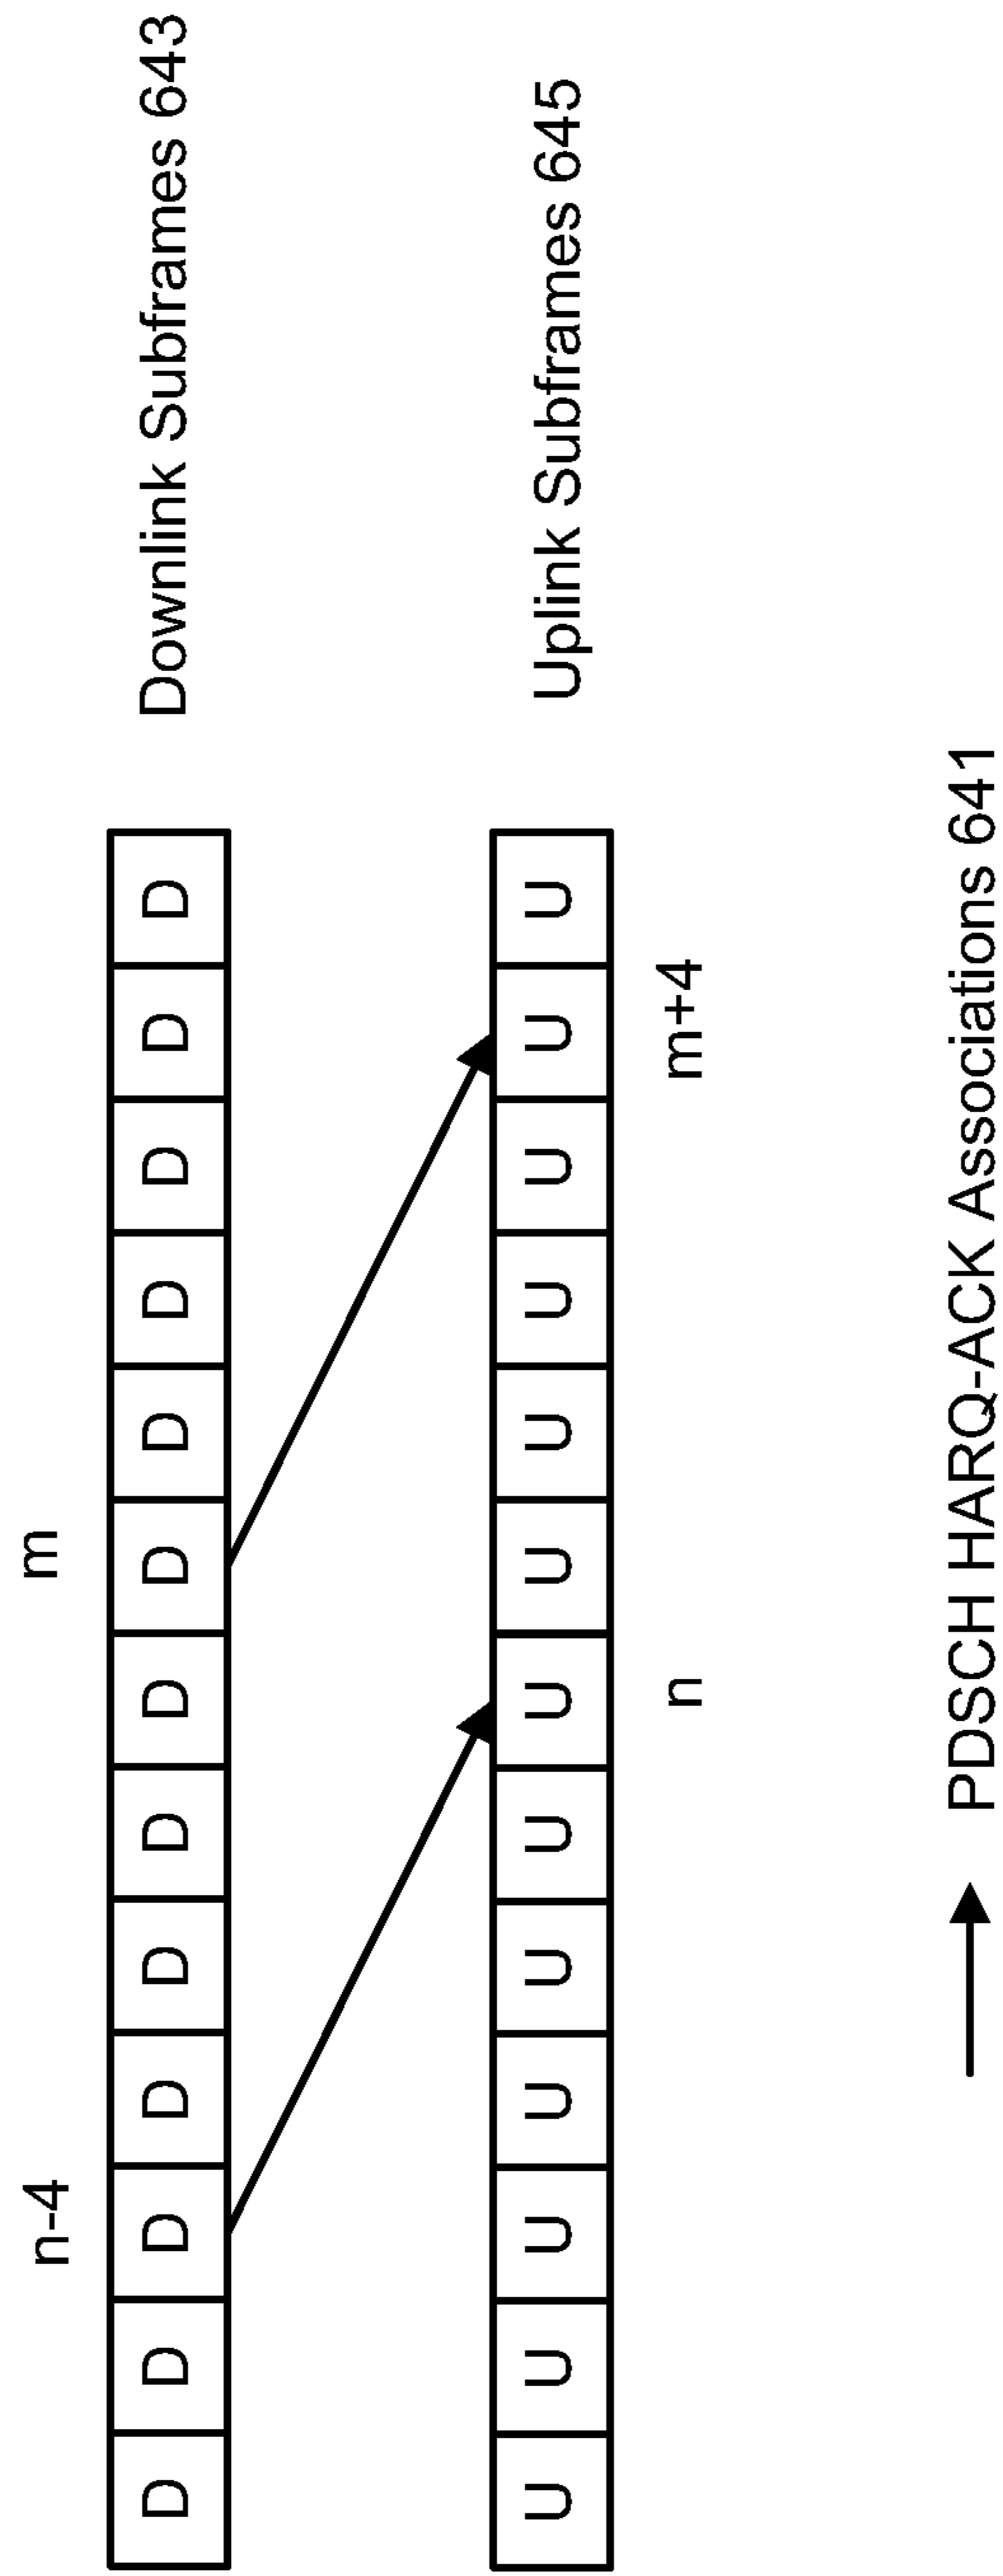 n-4 m
D D D D D D D D D D D D D Downlink Subframes 643
U U U U U U U U U U U U U Uplink Subframes 645
n m+4
PDSCH HARQ-ACK Associations 641